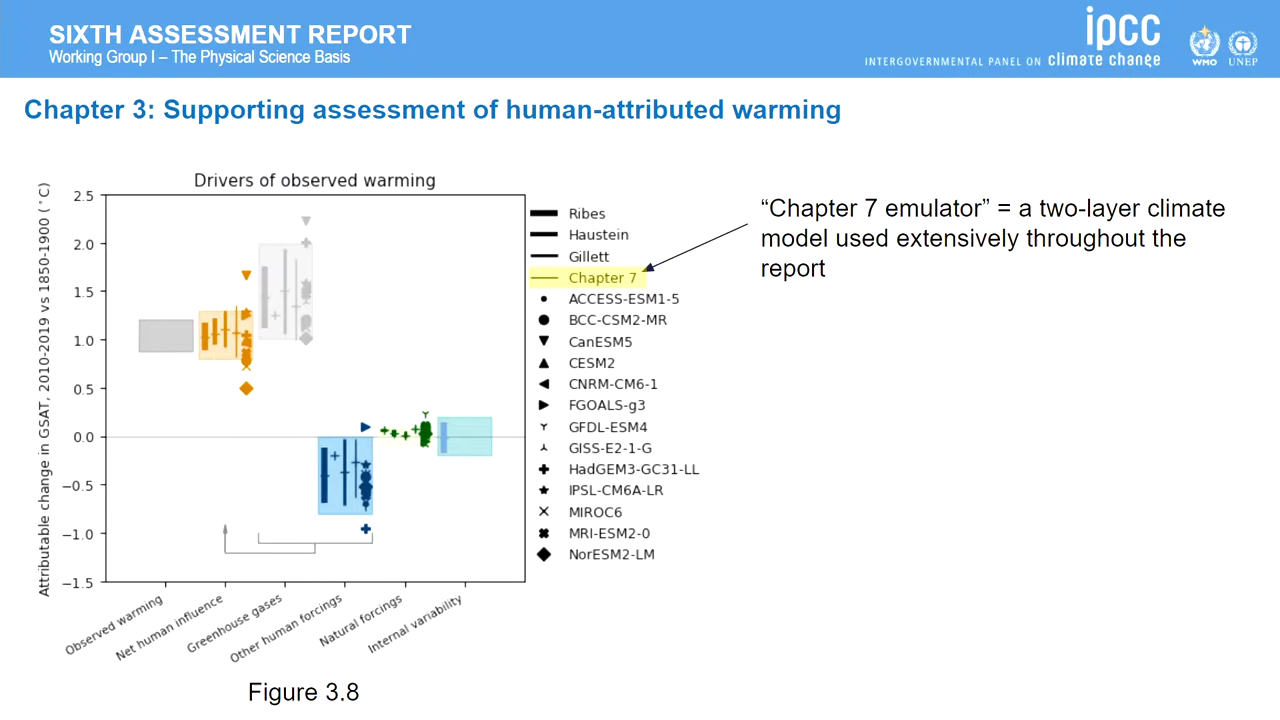 SIXTH ASSESSMENT REPORT
Working Group I – The Physical Science Basis
ipcc
INTERGOVERNMENTAL PANEL ON climate change
WMO
UNEP
Chapter 3: Supporting assessment of human-attributed warming
Drivers of observed warming
Attributable change in GSAT, 2010-2019 vs 1850-1900 (°C)
2.5
2.0
1.5
1.0
0.5
0.0
−0.5
−1.0
−1.5
Observed warming
Net human influence
Greenhouse gases
Other human forcings
Natural forcings
Internal variability
Ribes
Haustein
Gillett
Chapter 7
ACCESS-ESM1-5
BCC-CSM2-MR
CanESM5
CESM2
CNRM-CM6-1
FGOALS-g3
GFDL-ESM4
GISS-E2-1-G
HadGEM3-GC31-LL
IPSL-CM6A-LR
MIROC6
MRI-ESM2-0
NorESM2-LM
“Chapter 7 emulator” = a two-layer climate
model used extensively throughout the
report
Figure 3.8